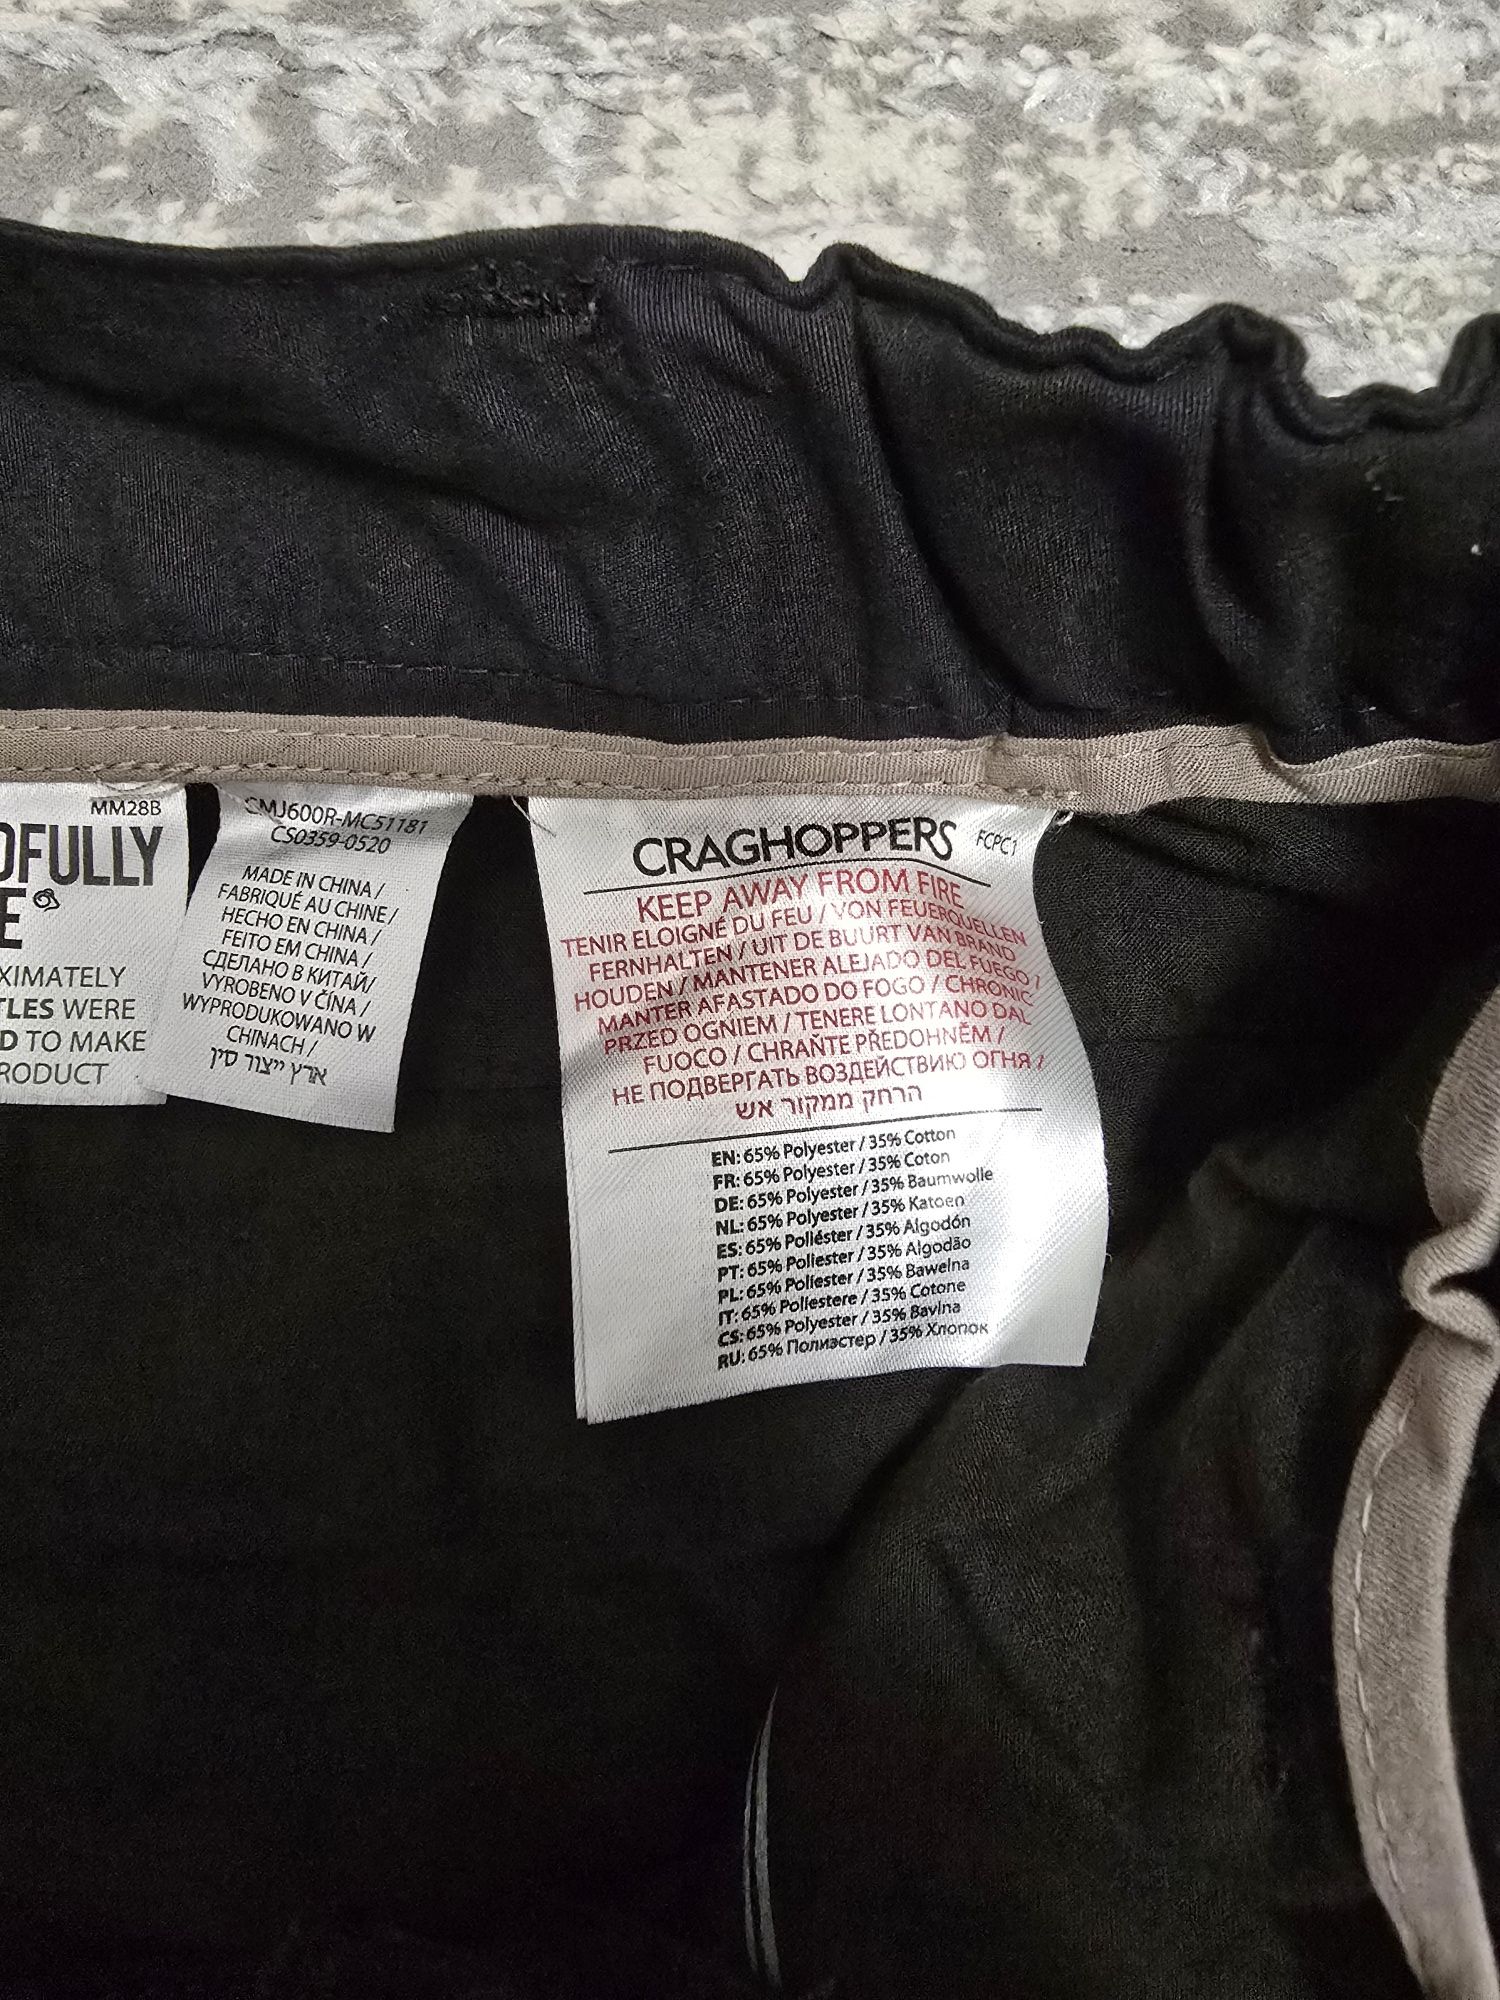 MM28B
OFULLY
E
XIMATELY
TLES WERE
D TO MAKE
RODUCT
CMJ600R-MC51181
CS0359-0520
MADE IN CHINA /
FABRIQUÉ AU CHINE /
HECHO EN CHINA /
FEITO EM CHINA /
СДЕЛАНО В КИТАЙ/
VYROBENO V ČÍNA /
WYPRODUKOWANO W
CHINACH /
ארץ ייצור סין
CRAGHOPPERS FCPC1
KEEP AWAY FROM FIRE
TENIR ELOIGNÉ DU FEU / VON FEUERQUELLEN
FERNHALTEN / UIT DE BUURT VAN BRAND
HOUDEN / MANTENER ALEJADO DEL FUEGO /
MANTER AFASTADO DO FOGO / CHRONIC
PRZED OGNIEM / TENERE LONTANO DAL
FUOCO / CHRAŇTE PŘEDOHNĚM /
НЕ ПОДВЕРГАТЬ ВОЗДЕЙСТВИЮ ОГНЯ /
הרחק ממקור אש
EN: 65% Polyester / 35% Cotton
FR: 65% Polyester / 35% Coton
DE: 65% Polyester / 35% Baumwolle
NL: 65% Polyester / 35% Katoen
ES: 65% Poliéster / 35% Algodón
PT: 65% Poliester / 35% Algodão
PL: 65% Poliester / 35% Bawelna
IT: 65% Poliestere / 35% Cotone
CS: 65% Polyester / 35% Bavlna
RU: 65% Полиэстер / 35% Хлопок